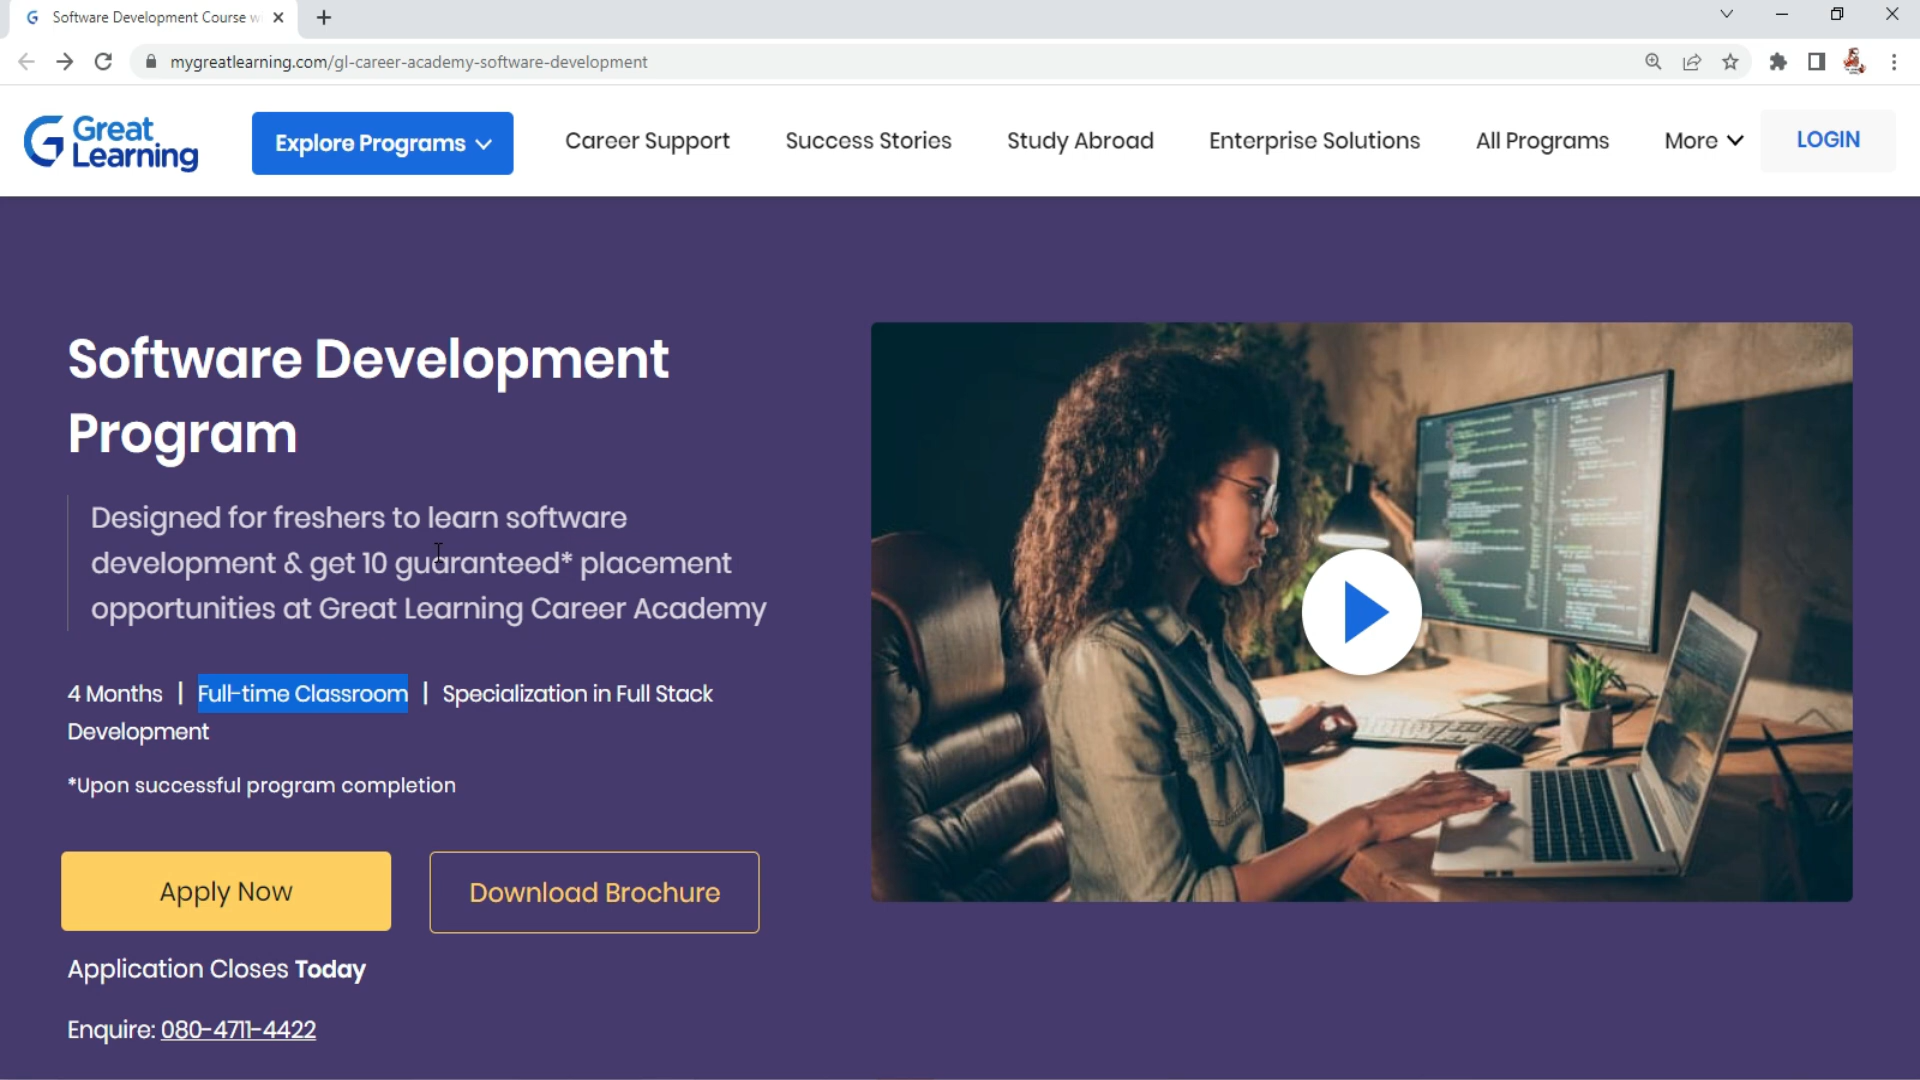 Software Development Course w
mygreatlearning.com/gl-career-academy-software-development
Great
Learning
Explore Programs
Career Support
Success Stories
Study Abroad
Enterprise Solutions
All Programs
More
LOGIN
Software Development
Program
Designed for freshers to learn software
development & get 10 guaranteed* placement
opportunities at Great Learning Career Academy
4 Months | Full-time Classroom | Specialization in Full Stack
Development
*Upon successful program completion
Apply Now
Download Brochure
Application Closes Today
Enquire: 080-4711-4422